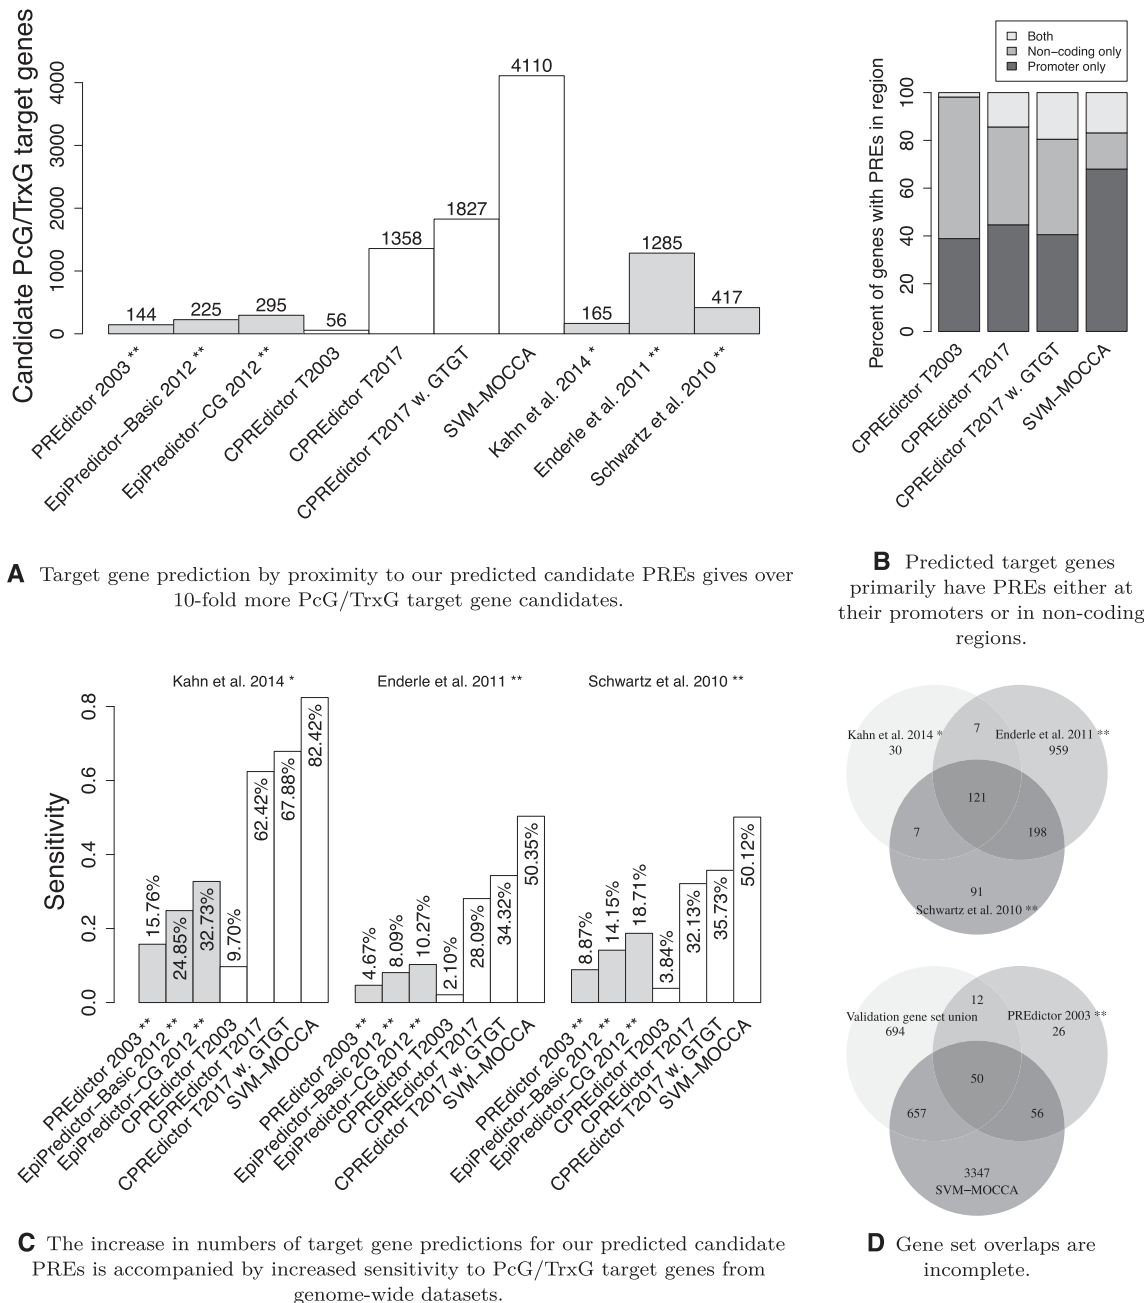 Candidate PcG/TrxG target genes
0
1000
2000
3000
4000
144
225
295
56
1358
1827
4110
165
1285
417
PREdictor 2003 **
EpiPredictor−Basic 2012 **
EpiPredictor−CG 2012 **
CPREdictor T2003
CPREdictor T2017
CPREdictor T2017 w. GTGT
SVM−MOCCA
Kahn et al. 2014 *
Enderle et al. 2011 **
Schwartz et al. 2010 **
A Target gene prediction by proximity to our predicted candidate PREs gives over
10-fold more PcG/TrxG target gene candidates.
Both
Non−coding only
Promoter only
Percent of genes with PREs in region
0
20
40
60
80
100
CPREdictor T2003
CPREdictor T2017
CPREdictor T2017 w. GTGT
SVM−MOCCA
B Predicted target genes
primarily have PREs either at
their promoters or in non-coding
regions.
Sensitivity
0.0
0.2
0.4
0.6
0.8
Kahn et al. 2014 *
15.76%
24.85%
32.73%
9.70%
62.42%
67.88%
82.42%
PREdictor 2003 **
EpiPredictor−Basic 2012 **
EpiPredictor−CG 2012 **
CPREdictor T2003
CPREdictor T2017
CPREdictor T2017 w. GTGT
SVM−MOCCA
Enderle et al. 2011 **
4.67%
8.09%
10.27%
2.10%
28.09%
34.32%
50.35%
PREdictor 2003 **
EpiPredictor−Basic 2012 **
EpiPredictor−CG 2012 **
CPREdictor T2003
CPREdictor T2017
CPREdictor T2017 w. GTGT
SVM−MOCCA
Schwartz et al. 2010 **
8.87%
14.15%
18.71%
3.84%
32.13%
35.73%
50.12%
PREdictor 2003 **
EpiPredictor−Basic 2012 **
EpiPredictor−CG 2012 **
CPREdictor T2003
CPREdictor T2017
CPREdictor T2017 w. GTGT
SVM−MOCCA
C The increase in numbers of target gene predictions for our predicted candidate
PREs is accompanied by increased sensitivity to PcG/TrxG target genes from
genome-wide datasets.
7
Kahn et al. 2014 *
30
Enderle et al. 2011 **
959
121
7
198
91
Schwartz et al. 2010 **
12
Validation gene set union
694
PREdictor 2003 **
26
50
657
56
3347
SVM−MOCCA
D Gene set overlaps are
incomplete.